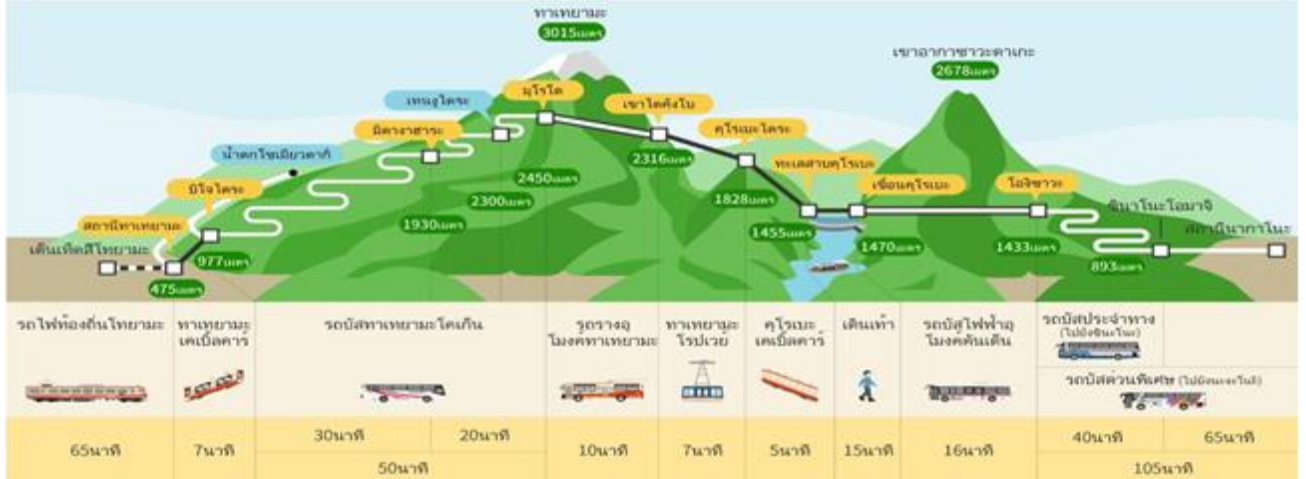 ทาเทยามะ
3015เมตร
เขาอากาซาวะดาเกะ
2678เมตร
เทนงูไดระ
มุโรโด
เขาไดคังโบ
มิดางาฮาระ
คุโรเบะไดระ
น้ำตกโชเมียวดากิ
2316เมตร
ทะเลสาบคุโรเบะ
บิโจไดระ
2450เมตร
เขื่อนคุโรเบะ
โอกิซาวะ
2300เมตร
1828เมตร
ชินาโนะโอมาจิ
สถานีทาเทยามะ
1930เมตร
1455เมตร
สถานีนากาโนะ
เด็นเท็ตสึโทยามะ
977เมตร
1470เมตร
1433เมตร
893เมตร
475เมตร
รถไฟท้องถิ่นโทยามะ
ทาเทยามะ
เคเบิ้ลคาร์
รถบัสทาเทยามะโคเก็น
รถรางอุ
โมงค์ทาเทยามะ
ทาเทยามะ
โรปเวย
คุโรเบะ
เคเบิ้ลคาร์
เดินเท้า
รถบัสไฟฟ้าอุ
โมงค์คันเด็น
รถบัสประจำทาง
(ไปยังชินะโนะ)
รถบัสด่วนพิเศษ
65นาที
7นาที
30นาที
20นาที
50นาที
10นาที
7นาที
5นาที
15นาที
16นาที
40นาที
65นาที
105นาที